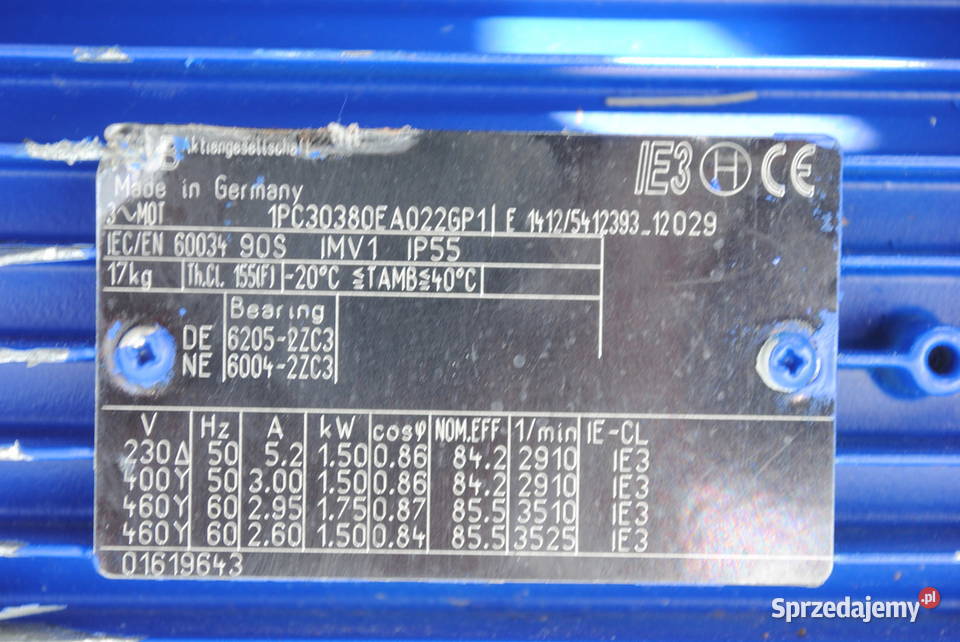 Aktiengesellschaft
IE3 H CE
Made in Germany
3~MOT 1PC30380EA022GP1 E 1412/5412393_12029
IEC/EN 60034 90S IMV1 IP55
17kg Th.CL. 155(F) -20°C ≦TAMB≦40°C
Bearing
DE 6205-2ZC3
NE 6004-2ZC3
V Hz A kW cosφ NOM.EFF 1/min IE-CL
230Δ 50 5.2 1.50 0.86 84.2 2910 IE3
400Y 50 3.00 1.50 0.86 84.2 2910 IE3
460Y 60 2.95 1.75 0.87 85.5 3510 IE3
460Y 60 2.60 1.50 0.84 85.5 3525 IE3
01619643
Sprzedajemy.pl